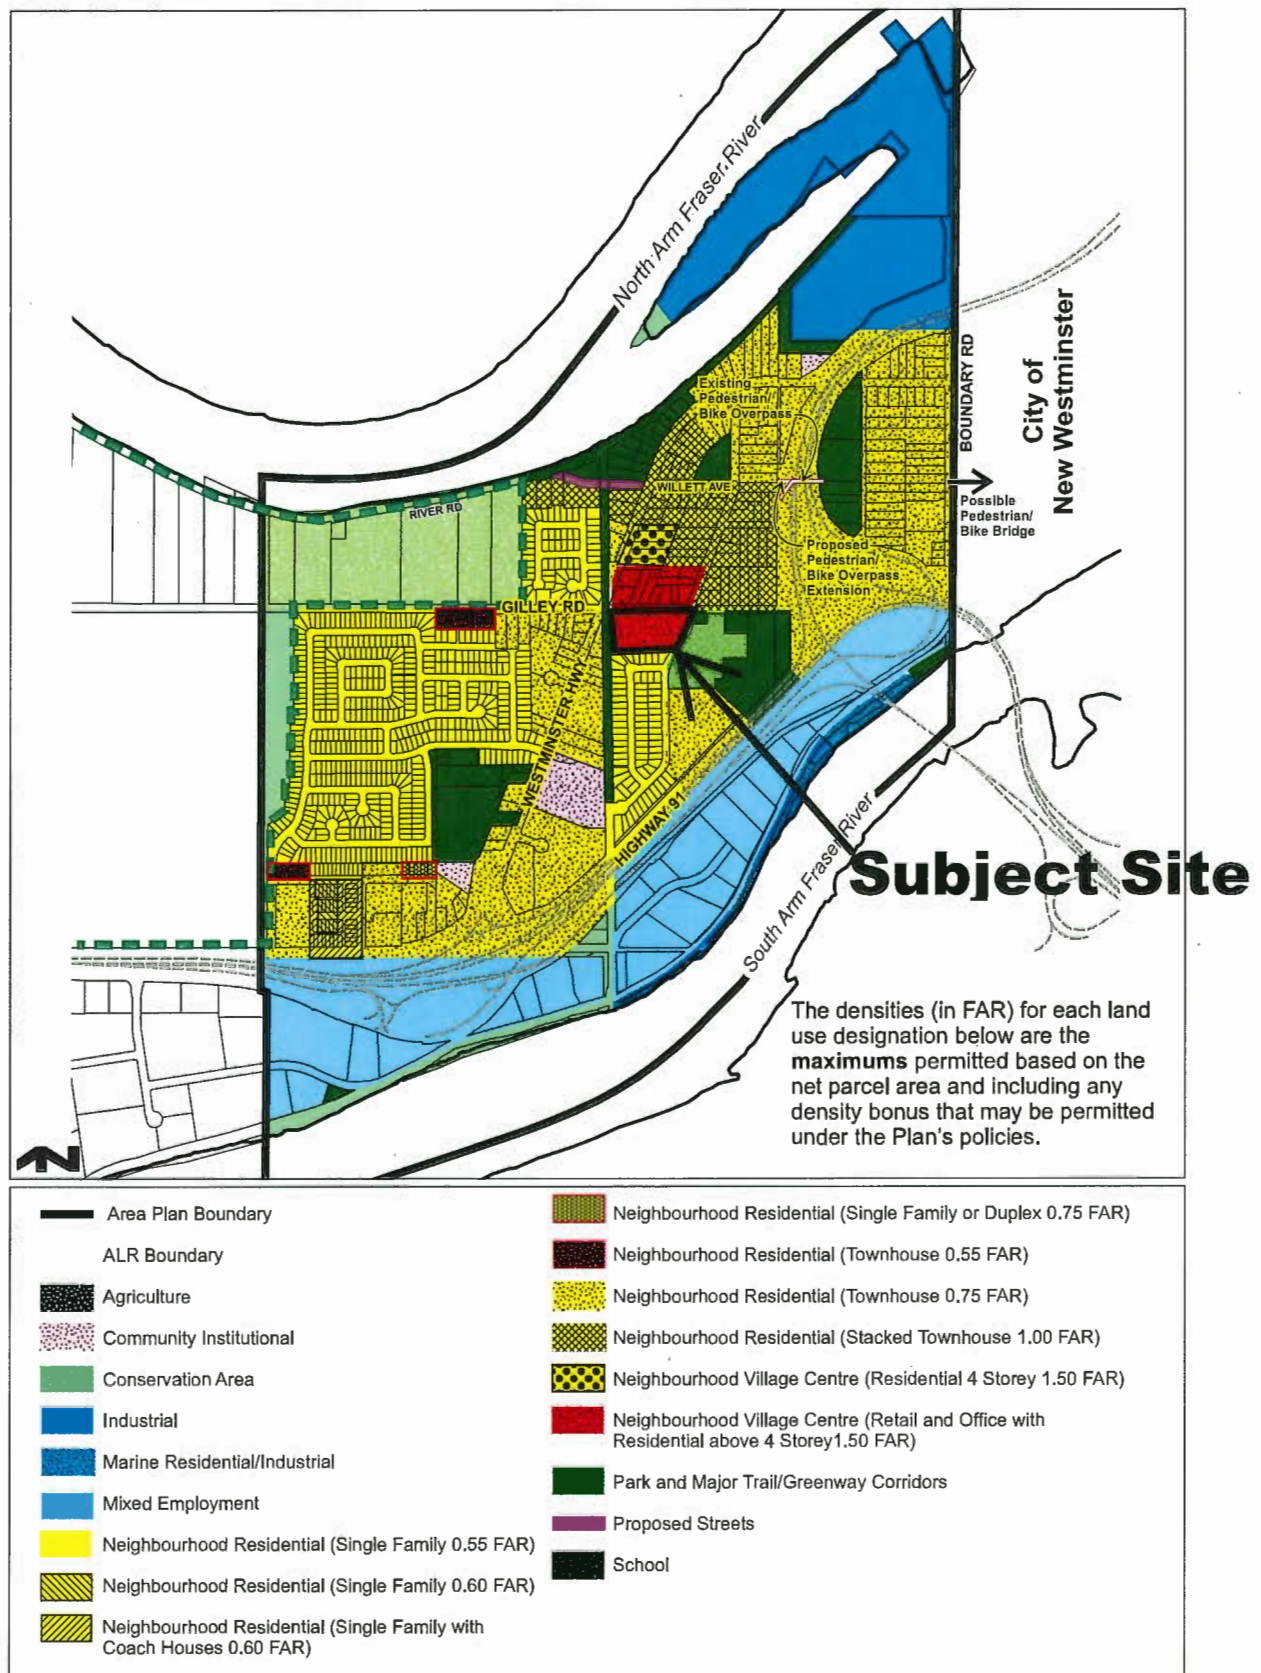 North Arm Fraser River
Existing
Pedestrian/
Bike Overpass
BOUNDARY RD
City of
New Westminster
WILLETT AVE
Possible
Pedestrian/
Bike Bridge
RIVER RD
Proposed
Pedestrian/
Bike Overpass
Extension
GILLEY RD
WESTMINSTER HWY
HIGHWAY 91
Subject Site
South Arm Fraser River
The densities (in FAR) for each land
use designation below are the
maximums permitted based on the
net parcel area and including any
density bonus that may be permitted
under the Plan's policies.
N
Area Plan Boundary
ALR Boundary
Agriculture
Community Institutional
Conservation Area
Industrial
Marine Residential/Industrial
Mixed Employment
Neighbourhood Residential (Single Family 0.55 FAR)
Neighbourhood Residential (Single Family 0.60 FAR)
Neighbourhood Residential (Single Family with
Coach Houses 0.60 FAR)
Neighbourhood Residential (Single Family or Duplex 0.75 FAR)
Neighbourhood Residential (Townhouse 0.55 FAR)
Neighbourhood Residential (Townhouse 0.75 FAR)
Neighbourhood Residential (Stacked Townhouse 1.00 FAR)
Neighbourhood Village Centre (Residential 4 Storey 1.50 FAR)
Neighbourhood Village Centre (Retail and Office with
Residential above 4 Storey1.50 FAR)
Park and Major Trail/Greenway Corridors
Proposed Streets
School